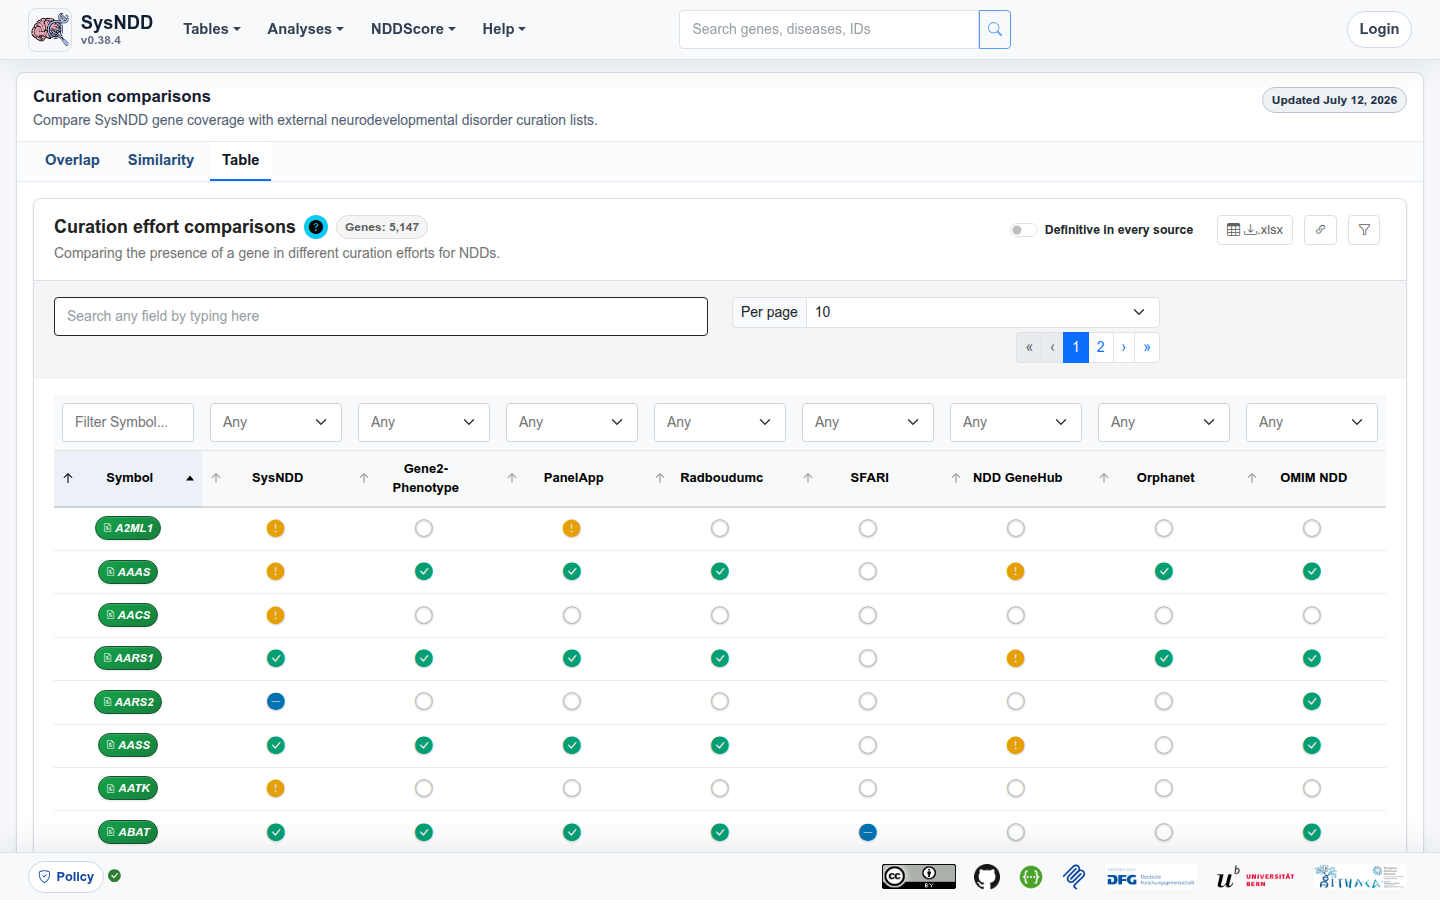 SysNDD
v0.38.4
Tables
Analyses
NDDScore
Help
Search genes, diseases, IDs
Login
Curation comparisons
Updated July 12, 2026
Compare SysNDD gene coverage with external neurodevelopmental disorder curation lists.
Overlap
Similarity
Table
Curation effort comparisons
?
Genes: 5,147
Definitive in every source
.xlsx
Comparing the presence of a gene in different curation efforts for NDDs.
Search any field by typing here
Per page
10
« ‹ 1 2 › »
Filter Symbol... Any Any Any Any Any Any Any Any
Symbol SysNDD Gene2-Phenotype PanelApp Radboudumc SFARI NDD GeneHub Orphanet OMIM NDD
A2ML1
AAAS
AACS
AARS1
AARS2
AASS
AATK
ABAT
Policy
CC BY
DFG Deutsche Forschungsgemeinschaft
u b UNIVERSITÄT BERN
ITHACA